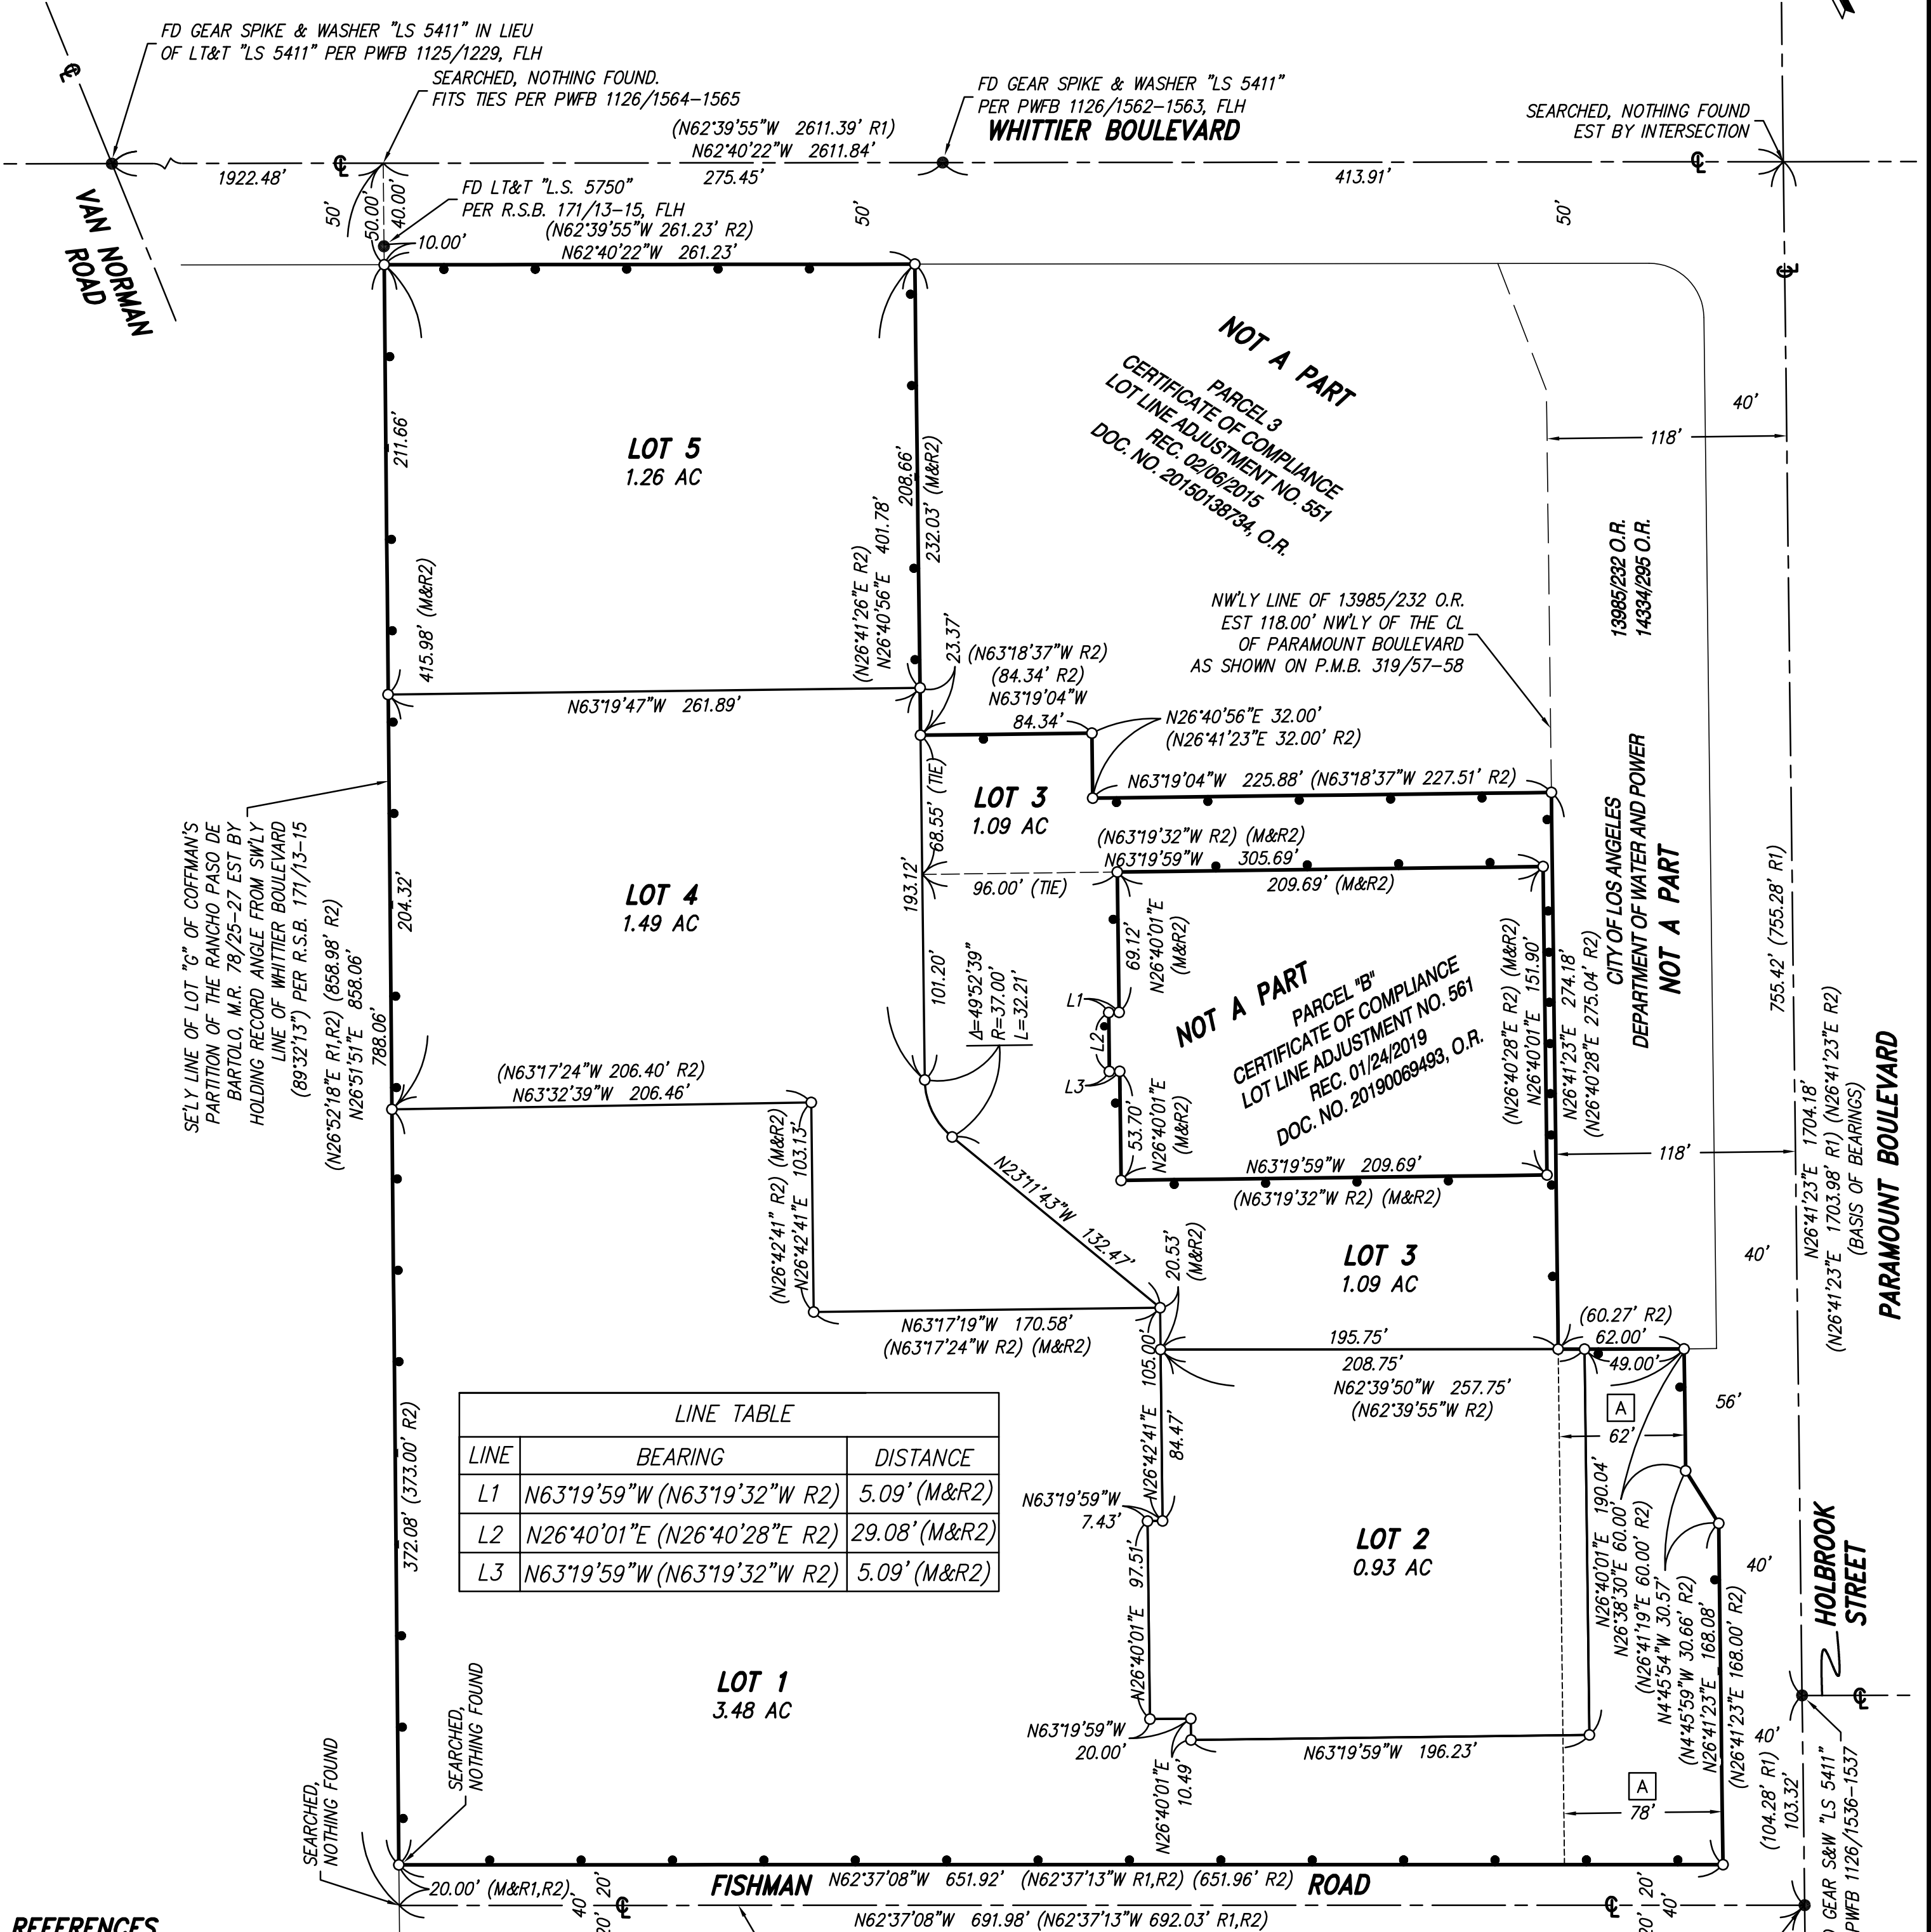 FD GEAR SPIKE & WASHER "LS 5411" IN LIEU
OF LT&T "LS 5411" PER PWFB 1125/1229, FLH
SEARCHED, NOTHING FOUND.
FITS TIES PER PWFB 1126/1564-1565
FD GEAR SPIKE & WASHER "LS 5411"
PER PWFB 1126/1562-1563, FLH
SEARCHED, NOTHING FOUND
EST BY INTERSECTION
WHITTIER BOULEVARD
(N62°39'55"W 2611.39' R1)
N62°40'22"W 2611.84'
1922.48'
275.45'
413.91'
VAN NORMAN
ROAD
50'
50.00'
40.00'
FD LT&T "L.S. 5750"
PER R.S.B. 171/13-15, FLH
10.00'
(N62°39'55"W 261.23' R2)
N62°40'22"W 261.23'
50'
50'
NOT A PART
PARCEL 3
CERTIFICATE OF COMPLIANCE
LOT LINE ADJUSTMENT NO. 551
REC. 02/06/2015
DOC. NO. 20150138734, O.R.
40'
118'
211.66'
LOT 5
1.26 AC
208.66'
232.03' (M&R2)
415.98' (M&R2)
(N26°41'26"E R2)
N26°40'56"E 401.78'
13985/232 O.R.
14334/295 O.R.
NW'LY LINE OF 13985/232 O.R.
EST 118.00' NW'LY OF THE CL
OF PARAMOUNT BOULEVARD
AS SHOWN ON P.M.B. 319/57-58
23.37'
(N63°18'37"W R2)
(84.34' R2)
N63°19'04"W
84.34'
N63°19'47"W 261.89'
N26°40'56"E 32.00'
(N26°41'23"E 32.00' R2)
N63°19'04"W 225.88' (N63°18'37"W 227.51' R2)
CITY OF LOS ANGELES
DEPARTMENT OF WATER AND POWER
NOT A PART
LOT 3
1.09 AC
68.55' (TIE)
193.12'
(N63°19'32"W R2) (M&R2)
N63°19'59"W 305.69'
96.00' (TIE)
209.69' (M&R2)
SE'LY LINE OF LOT "G" OF COFFMAN'S
PARTITION OF THE RANCHO PASO DE
BARTOLO, M.R. 78/25-27 EST BY
HOLDING RECORD ANGLE FROM SW'LY
LINE OF WHITTIER BOULEVARD
(89°32'13") PER R.S.B. 171/13-15
(N26°52'18"E R1,R2) (858.98' R2)
N26°51'51"E 858.06'
788.06'
204.32'
LOT 4
1.49 AC
101.20'
Δ=49°52'39"
R=37.00'
L=32.21'
69.12'
N26°40'01"E
(M&R2)
L1
L2
L3
53.70'
N26°40'01"E
(M&R2)
NOT A PART
PARCEL "B"
CERTIFICATE OF COMPLIANCE
LOT LINE ADJUSTMENT NO. 561
REC. 01/24/2019
DOC. NO. 20190069493, O.R.
(N26°40'28"E R2) (M&R2)
N26°40'01"E 151.90'
N26°41'23"E 274.18'
(N26°40'28"E 275.04' R2)
755.42' (755.28' R1)
N26°41'23"E 1704.18'
(N26°41'23"E 1703.98' R1) (N26°41'23"E R2)
(BASIS OF BEARINGS)
PARAMOUNT BOULEVARD
118'
(N63°17'24"W 206.40' R2)
N63°32'39"W 206.46'
(N26°42'41" R2) (M&R2)
N26°42'41"E 103.13'
N63°19'59"W 209.69'
(N63°19'32"W R2) (M&R2)
N23°11'43"W 132.47'
20.53'
(M&R2)
LOT 3
1.09 AC
40'
N63°17'19"W 170.58'
(N63°17'24"W R2) (M&R2)
195.75'
208.75'
N62°39'50"W 257.75'
(N62°39'55"W R2)
(60.27' R2)
62.00'
49.00'
A
62'
56'
N26°42'41"E 105.00'
84.47'
LINE TABLE
LINE BEARING DISTANCE
L1 N63°19'59"W (N63°19'32"W R2) 5.09' (M&R2)
L2 N26°40'01"E (N26°40'28"E R2) 29.08' (M&R2)
L3 N63°19'59"W (N63°19'32"W R2) 5.09' (M&R2)
372.08' (373.00' R2)
N63°19'59"W
7.43'
N26°40'01"E 97.51'
LOT 2
0.93 AC
N26°40'01"E 190.04'
N26°38'30"E 60.00'
(N26°41'19"E 60.00' R2)
N4°45'54"W 30.57'
(N4°45'59"W 30.66' R2)
N26°41'23"E 168.08'
(N26°41'23"E 168.00' R2)
40'
HOLBROOK
STREET
LOT 1
3.48 AC
N63°19'59"W
20.00'
N26°40'01"E
10.49'
N63°19'59"W 196.23'
40'
A
78'
(104.28' R1)
103.32'
GEAR S&W "LS 5411"
PWFB 1126/1536-1537
SEARCHED,
NOTHING FOUND
SEARCHED,
NOTHING FOUND
20.00' (M&R1,R2)
40'
20'
20'
FISHMAN ROAD
N62°37'08"W 651.92' (N62°37'13"W R1,R2) (651.96' R2)
N62°37'08"W 691.98' (N62°37'13"W 692.03' R1,R2)
20'
40'
20'
REFERENCES